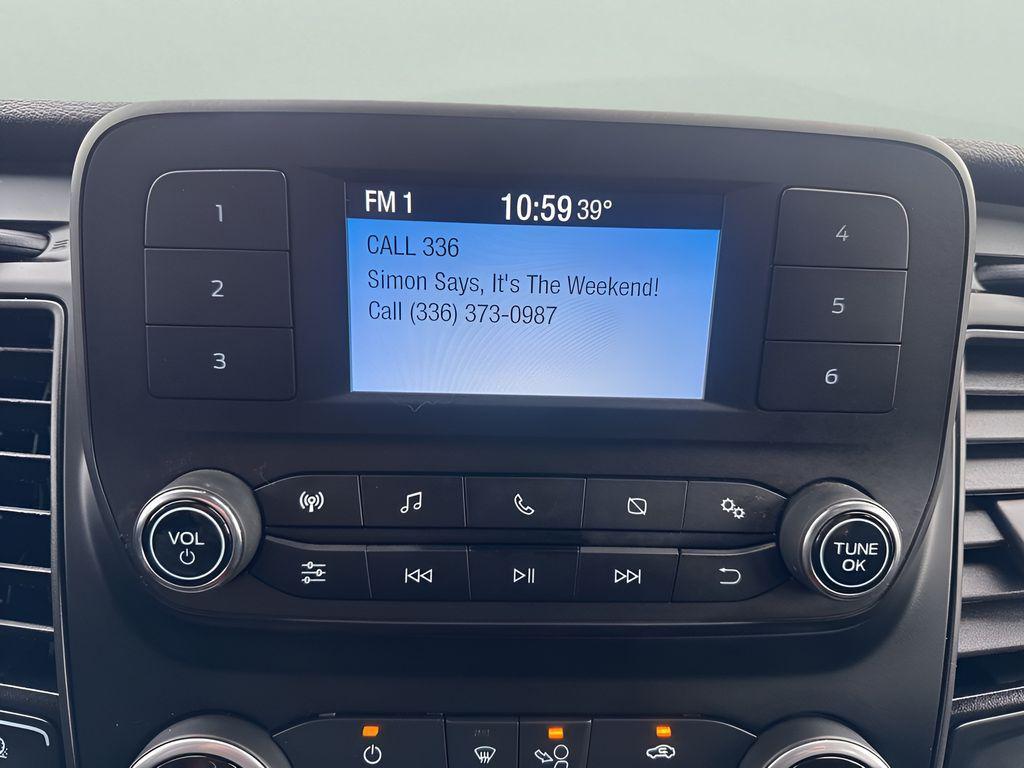 FM 1 10:59 39°
CALL 336
Simon Says, It's The Weekend!
Call (336) 373-0987
1
2
3
4
5
6
VOL
TUNE
OK